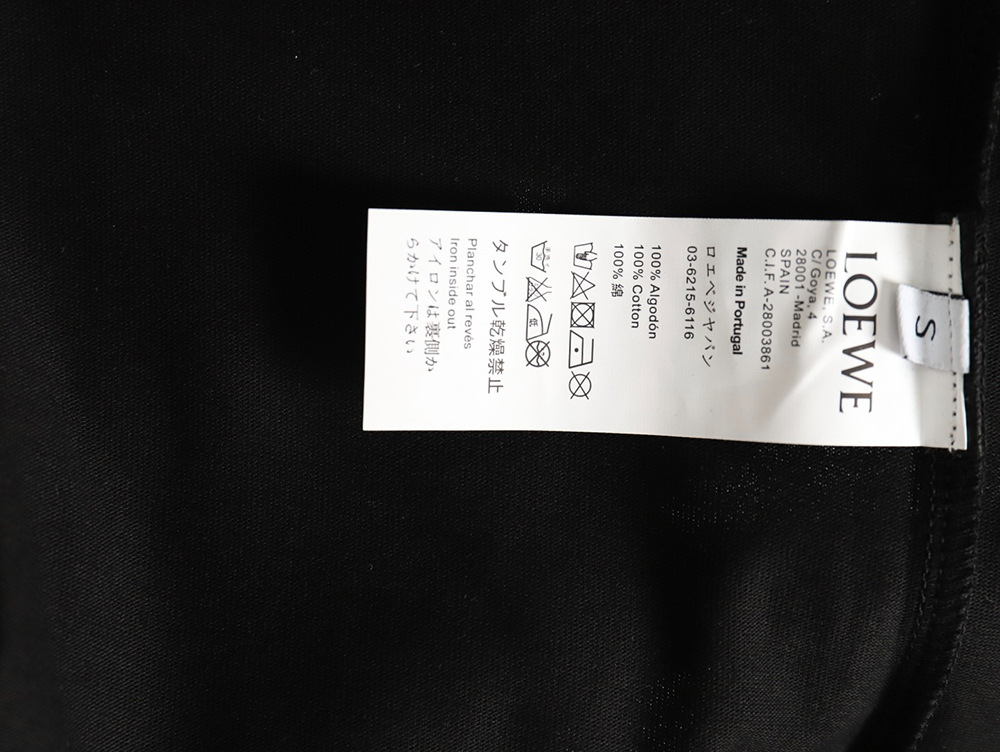 S
LOEWE
LOEWE, S.A.
C/ Goya, 4
28001-Madrid
SPAIN
C.I.F. A-28003861
Made in Portugal
ロエベジャパン
03-6215-6116
100% Algodón
100% Cotton
100% 綿
低
タンブル乾燥禁止
Planchar al revés
Iron inside out
アイロンは裏側か
らかけて下さい